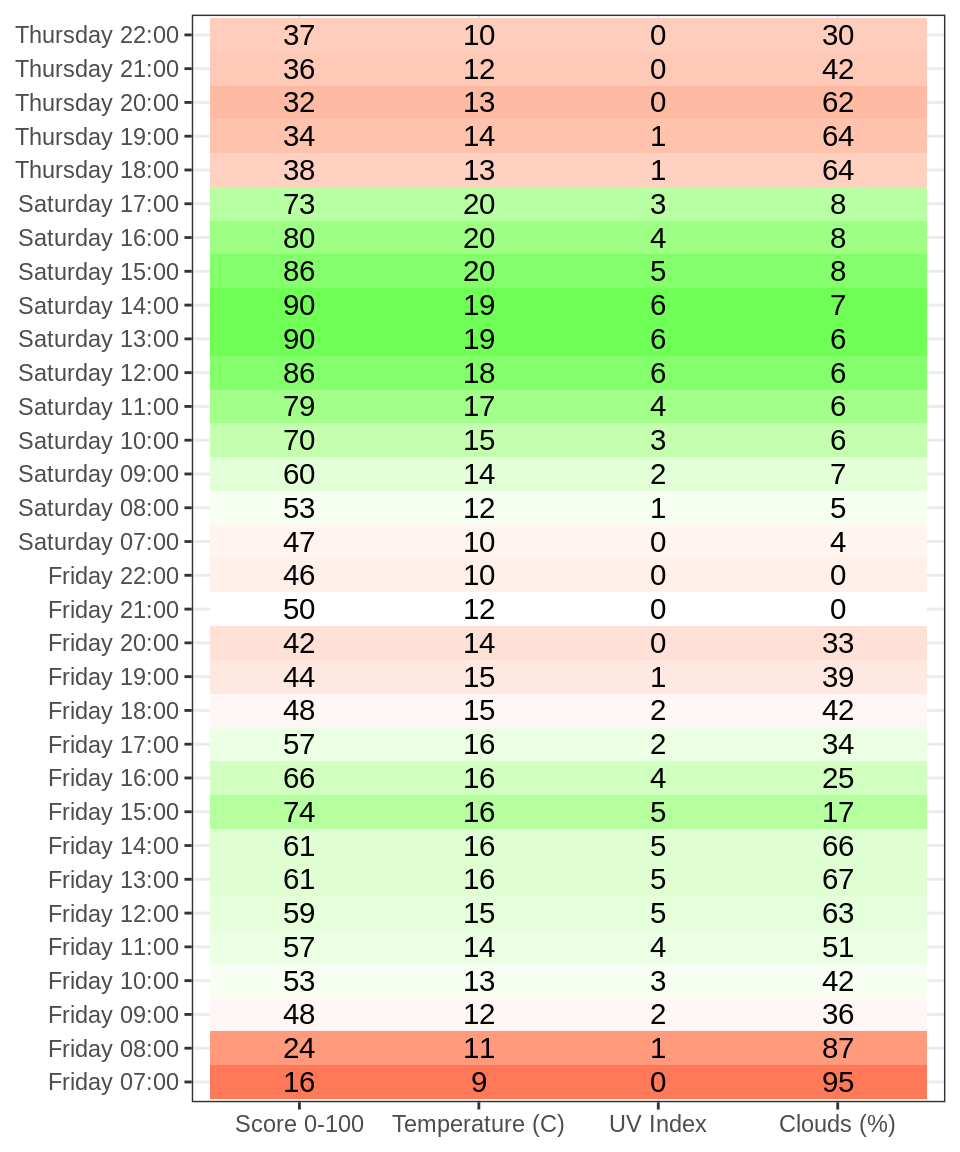 Thursday 22:00 37 10 0 30
Thursday 21:00 36 12 0 42
Thursday 20:00 32 13 0 62
Thursday 19:00 34 14 1 64
Thursday 18:00 38 13 1 64
Saturday 17:00 73 20 3 8
Saturday 16:00 80 20 4 8
Saturday 15:00 86 20 5 8
Saturday 14:00 90 19 6 7
Saturday 13:00 90 19 6 6
Saturday 12:00 86 18 6 6
Saturday 11:00 79 17 4 6
Saturday 10:00 70 15 3 6
Saturday 09:00 60 14 2 7
Saturday 08:00 53 12 1 5
Saturday 07:00 47 10 0 4
Friday 22:00 46 10 0 0
Friday 21:00 50 12 0 0
Friday 20:00 42 14 0 33
Friday 19:00 44 15 1 39
Friday 18:00 48 15 2 42
Friday 17:00 57 16 2 34
Friday 16:00 66 16 4 25
Friday 15:00 74 16 5 17
Friday 14:00 61 16 5 66
Friday 13:00 61 16 5 67
Friday 12:00 59 15 5 63
Friday 11:00 57 14 4 51
Friday 10:00 53 13 3 42
Friday 09:00 48 12 2 36
Friday 08:00 24 11 1 87
Friday 07:00 16 9 0 95
Score 0-100 Temperature (C) UV Index Clouds (%)